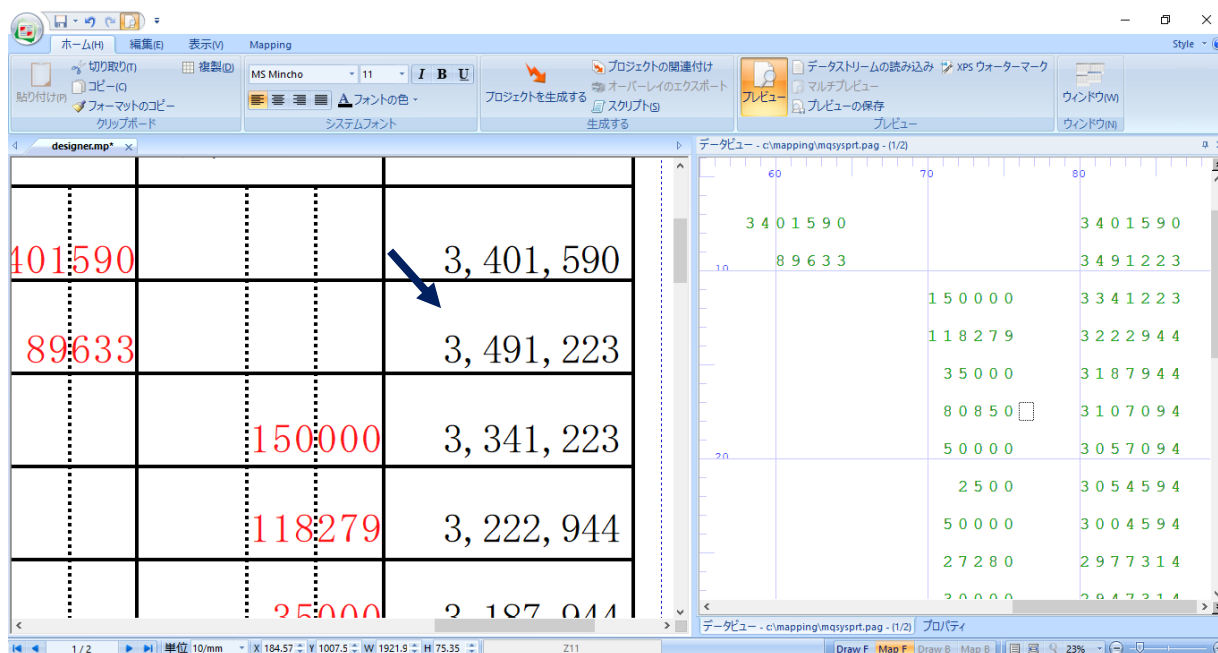 ホーム(H) 編集(E) 表示(V) Mapping Style
貼り付け(P)
切り取り(T)
コピー(C)
フォーマットのコピー
複製(D)
クリップボード
MS Mincho 11 I B U
A フォントの色
システムフォント
プロジェクトを生成する
プロジェクトの関連付け
オーバーレイのエクスポート
スクリプト(S)
生成する
プレビュー
データストリームの読み込み XPS ウォーターマーク
マルチプレビュー
プレビューの保存
プレビュー
ウィンドウ(W)
ウィンドウ(N)
designer.mp*
401590 3,401,590
89633 3,491,223
150000 3,341,223
118279 3,222,944
35000 3,187,944
データビュー - c:\mapping\mqsysprt.pag - (1/2)
60 70 80
3401590 3401590
10
89633 3491223
150000 3341223
118279 3222944
35000 3187944
80850 3107094
50000 3057094
20
2500 3054594
50000 3004594
27280 2977314
30000 2947314
データビュー - c:\mapping\mqsysprt.pag - (1/2) プロパティ
1/2 単位 10/mm X 184.57 Y 1007.5 W 1921.9 H 75.35 Z11 Draw F Map F Draw B Map B 23%